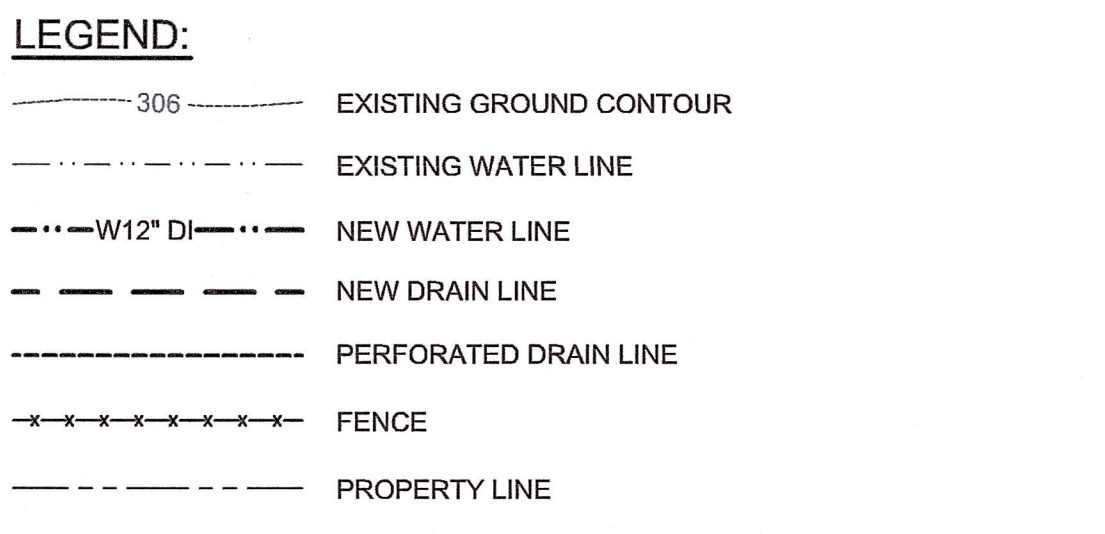 LEGEND:
306 EXISTING GROUND CONTOUR
EXISTING WATER LINE
W12" DI NEW WATER LINE
NEW DRAIN LINE
PERFORATED DRAIN LINE
x x x x x x x x FENCE
PROPERTY LINE